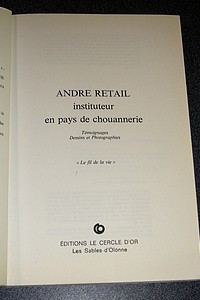 ANDRE RETAIL
instituteur
en pays de chouannerie
Témoignages
Dessins et Photographies
« Le fil de la vie »
ÉDITIONS LE CERCLE D'OR
Les Sables d'Olonne